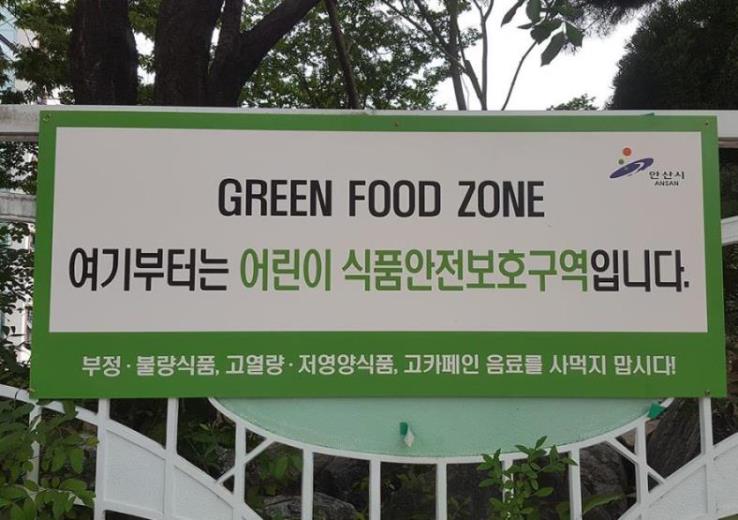 안산시
ANSAN
GREEN FOOD ZONE
여기부터는 어린이 식품안전보호구역입니다.
부정·불량식품, 고열량·저영양식품, 고카페인 음료를 사먹지 맙시다!